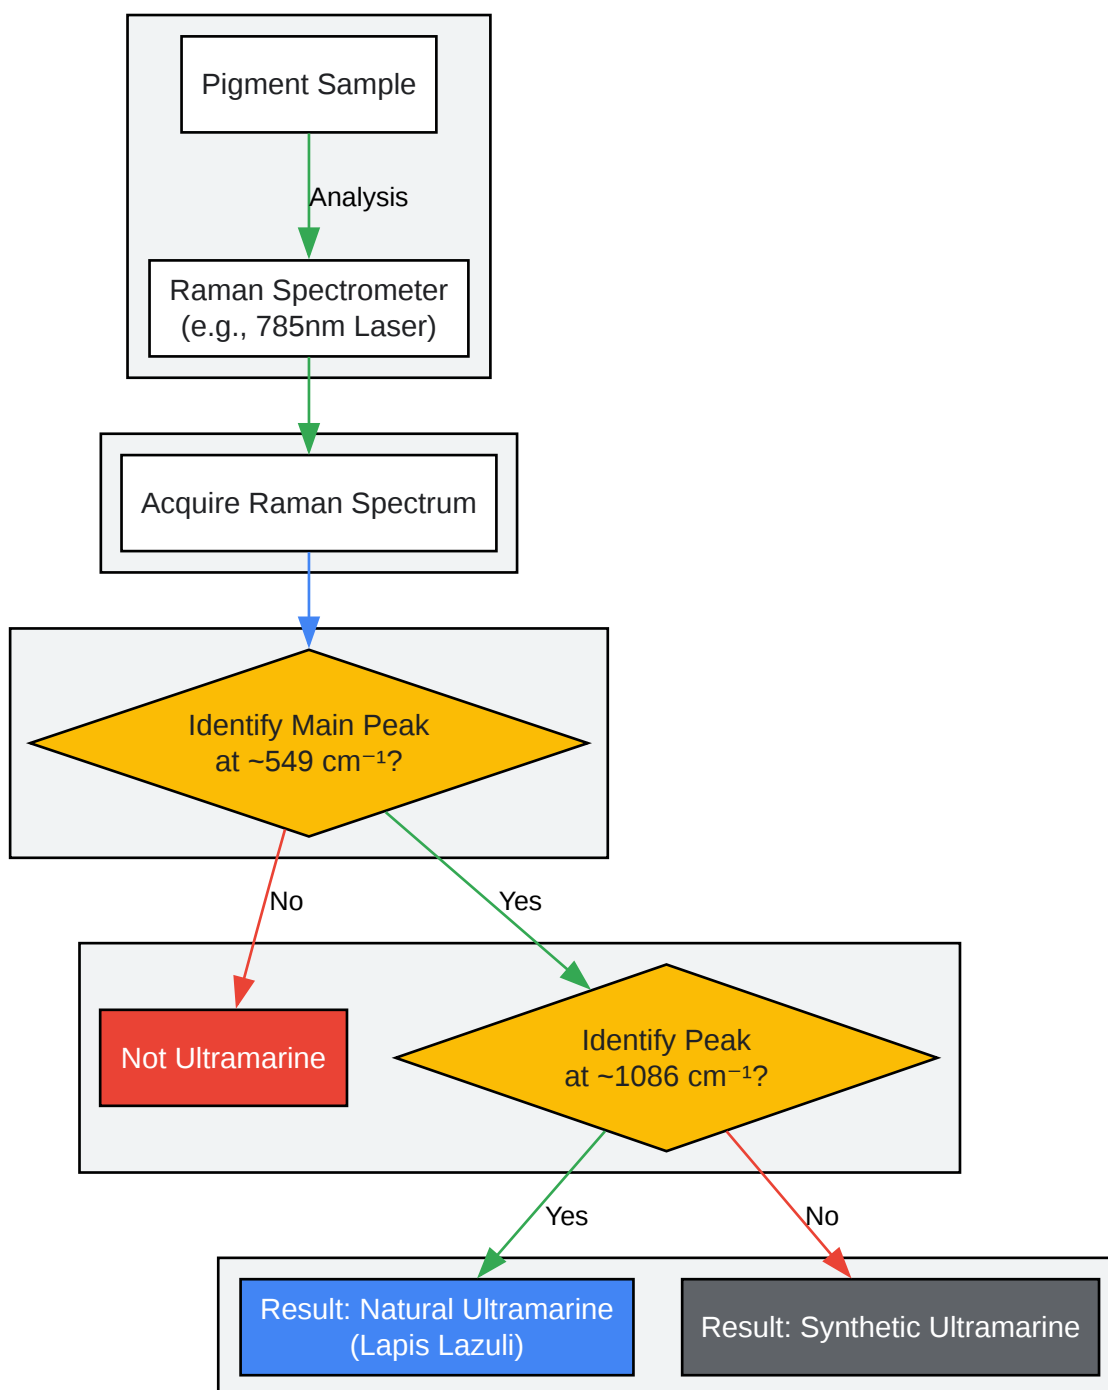 Pigment Sample
Analysis
Raman Spectrometer
(e.g., 785nm Laser)
Acquire Raman Spectrum
Identify Main Peak
at ~549 cm⁻¹?
No
Yes
Not Ultramarine
Identify Peak
at ~1086 cm⁻¹?
Yes
No
Result: Natural Ultramarine
(Lapis Lazuli)
Result: Synthetic Ultramarine